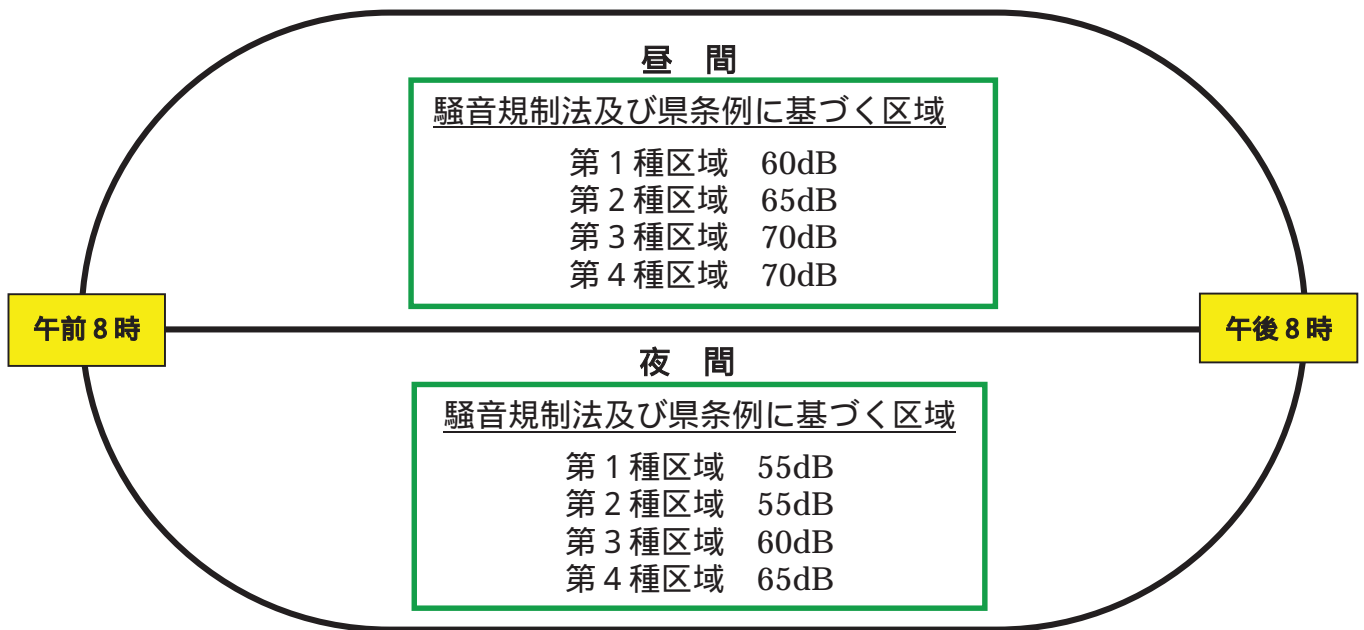 昼　間
騒音規制法及び県条例に基づく区域
第１種区域　60dB
第２種区域　65dB
第３種区域　70dB
第４種区域　70dB
午前８時
午後８時
夜　間
騒音規制法及び県条例に基づく区域
第１種区域　55dB
第２種区域　55dB
第３種区域　60dB
第４種区域　65dB